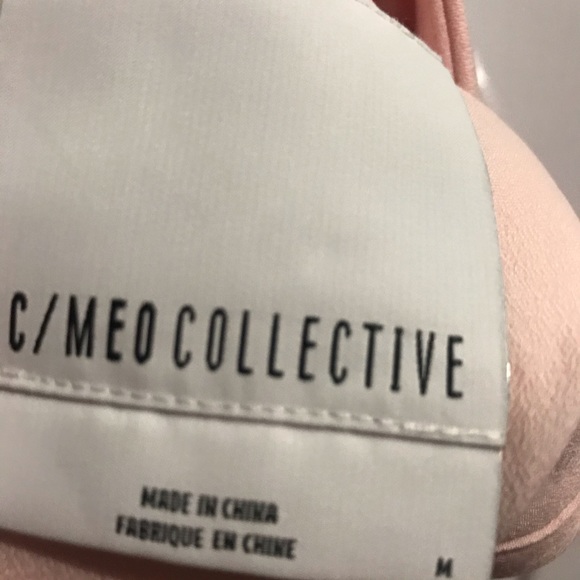 C/MEO COLLECTIVE
MADE IN CHINA
FABRIQUE EN CHINE
M